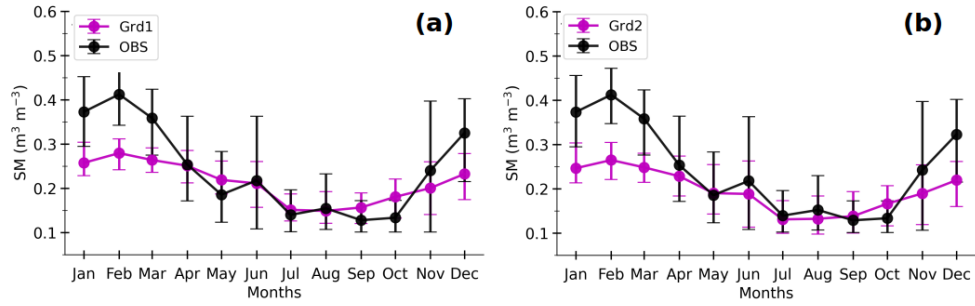 (a)
Grd1
OBS
0.6
0.5
0.4
0.3
0.2
0.1
SM (m³ m⁻³)
Jan Feb Mar Apr May Jun Jul Aug Sep Oct Nov Dec
Months
(b)
Grd2
OBS
0.6
0.5
0.4
0.3
0.2
0.1
SM (m³ m⁻³)
Jan Feb Mar Apr May Jun Jul Aug Sep Oct Nov Dec
Months